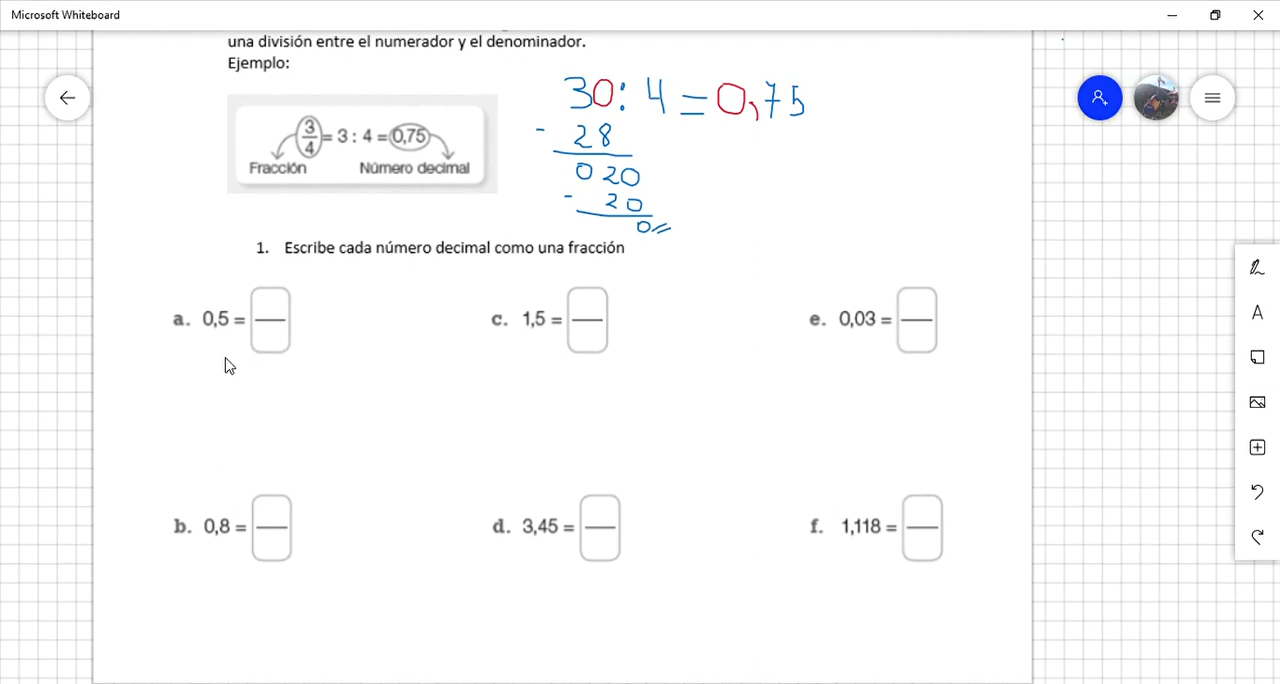 Microsoft Whiteboard
una división entre el numerador y el denominador.
Ejemplo:
3/4 = 3 : 4 = 0,75
Fracción Número decimal
30 : 4 = 0,75
- 28
020
- 20
0
1. Escribe cada número decimal como una fracción
a. 0,5 =
c. 1,5 =
e. 0,03 =
b. 0,8 =
d. 3,45 =
f. 1,118 =